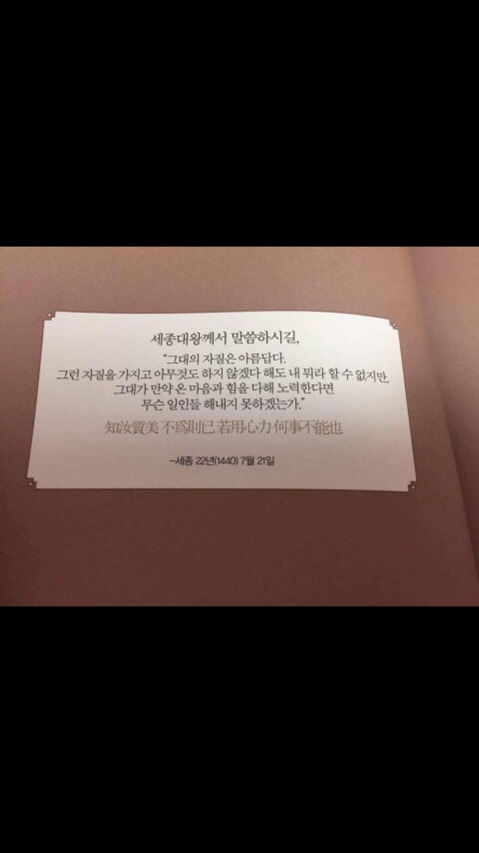 세종대왕께서 말씀하시길,
“그대의 자질은 아름답다.
그런 자질을 가지고 아무것도 하지 않겠다 해도 내 뭐라 할 수 없지만,
그대가 만약 온 마음과 힘을 다해 노력한다면
무슨 일인들 해내지 못하겠는가.”
知汝質美 不爲則已 若用心力 何事不能也
-세종 22년(1440) 7월 21일